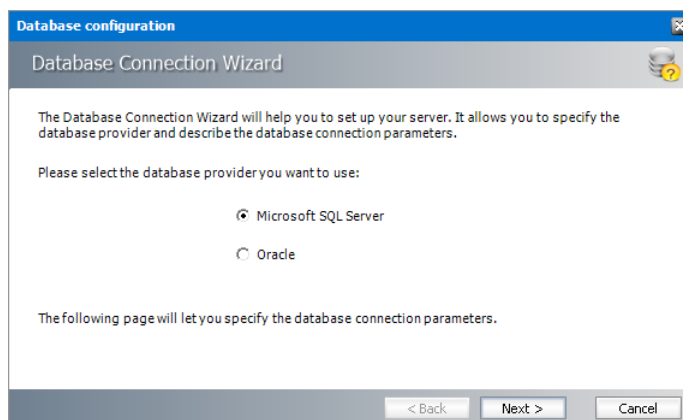 Database configuration
Database Connection Wizard
The Database Connection Wizard will help you to set up your server. It allows you to specify the
database provider and describe the database connection parameters.
Please select the database provider you want to use:
Microsoft SQL Server
Oracle
The following page will let you specify the database connection parameters.
< Back Next > Cancel